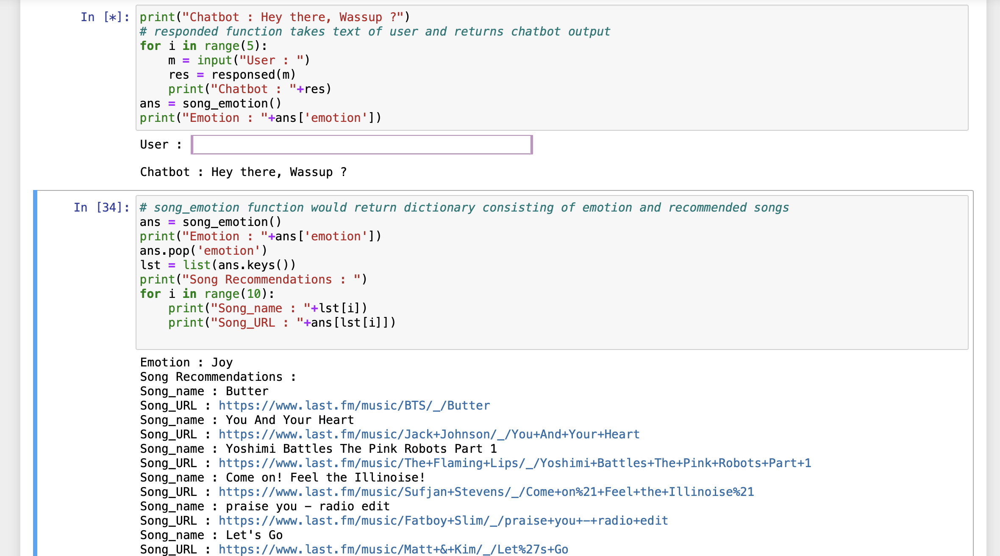 In [*]:
print("Chatbot : Hey there, Wassup ?")
# responded function takes text of user and returns chatbot output
for i in range(5):
    m = input("User : ")
    res = responsed(m)
    print("Chatbot : "+res)
ans = song_emotion()
print("Emotion : "+ans['emotion'])
User :
Chatbot : Hey there, Wassup ?
In [34]:
# song_emotion function would return dictionary consisting of emotion and recommended songs
ans = song_emotion()
print("Emotion : "+ans['emotion'])
ans.pop('emotion')
lst = list(ans.keys())
print("Song Recommendations : ")
for i in range(10):
    print("Song_name : "+lst[i])
    print("Song_URL : "+ans[lst[i]])
Emotion : Joy
Song Recommendations :
Song_name : Butter
Song_URL : https://www.last.fm/music/BTS/_/Butter
Song_name : You And Your Heart
Song_URL : https://www.last.fm/music/Jack+Johnson/_/You+And+Your+Heart
Song_name : Yoshimi Battles The Pink Robots Part 1
Song_URL : https://www.last.fm/music/The+Flaming+Lips/_/Yoshimi+Battles+The+Pink+Robots+Part+1
Song_name : Come on! Feel the Illinoise!
Song_URL : https://www.last.fm/music/Sufjan+Stevens/_/Come+on%21+Feel+the+Illinoise%21
Song_name : praise you - radio edit
Song_URL : https://www.last.fm/music/Fatboy+Slim/_/praise+you+-+radio+edit
Song_name : Let's Go
Song_URL : https://www.last.fm/music/Matt+&+Kim/_/Let%27s+Go